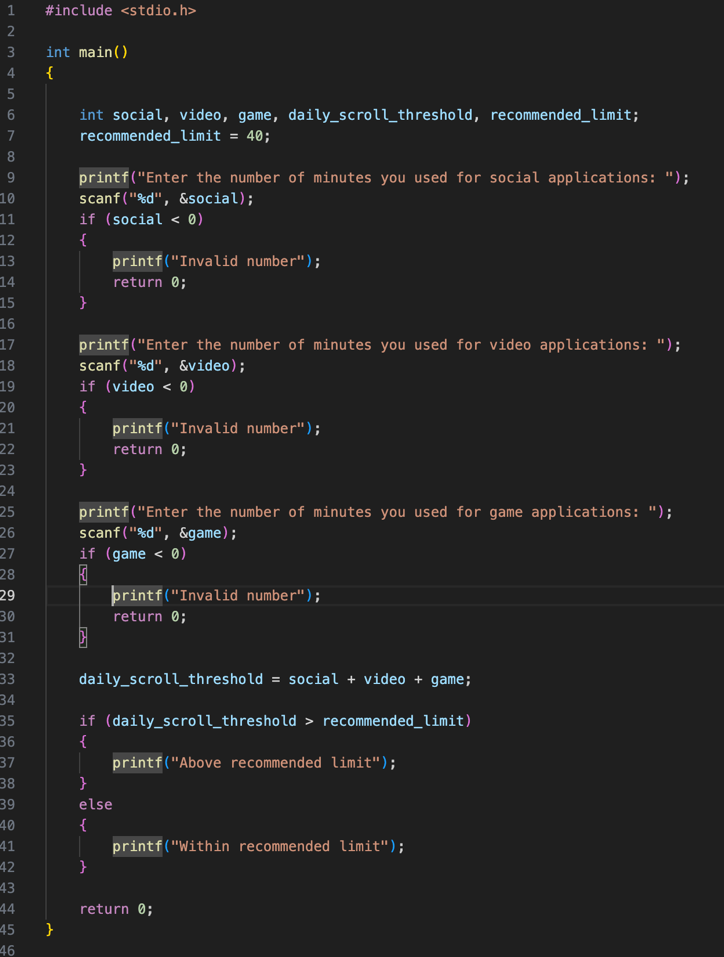 1 #include <stdio.h>
2
3 int main()
4 {
5
6 int social, video, game, daily_scroll_threshold, recommended_limit;
7 recommended_limit = 40;
8
9 printf("Enter the number of minutes you used for social applications: ");
10 scanf("%d", &social);
11 if (social < 0)
12 {
13 printf("Invalid number");
14 return 0;
15 }
16
17 printf("Enter the number of minutes you used for video applications: ");
18 scanf("%d", &video);
19 if (video < 0)
20 {
21 printf("Invalid number");
22 return 0;
23 }
24
25 printf("Enter the number of minutes you used for game applications: ");
26 scanf("%d", &game);
27 if (game < 0)
28 {
29 printf("Invalid number");
30 return 0;
31 }
32
33 daily_scroll_threshold = social + video + game;
34
35 if (daily_scroll_threshold > recommended_limit)
36 {
37 printf("Above recommended limit");
38 }
39 else
40 {
41 printf("Within recommended limit");
42 }
43
44 return 0;
45 }
46